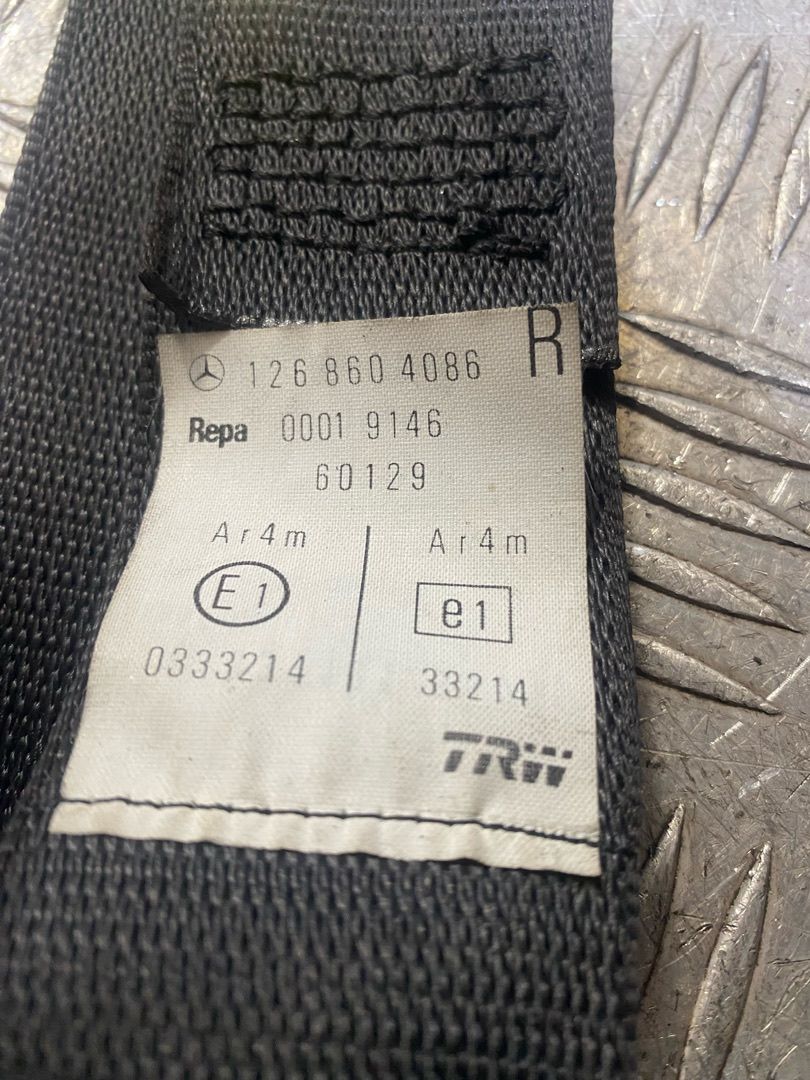 126 860 4086 R
Repa 0001 9146
60129
Ar4m Ar4m
E1 e1
0333214 33214
TRW